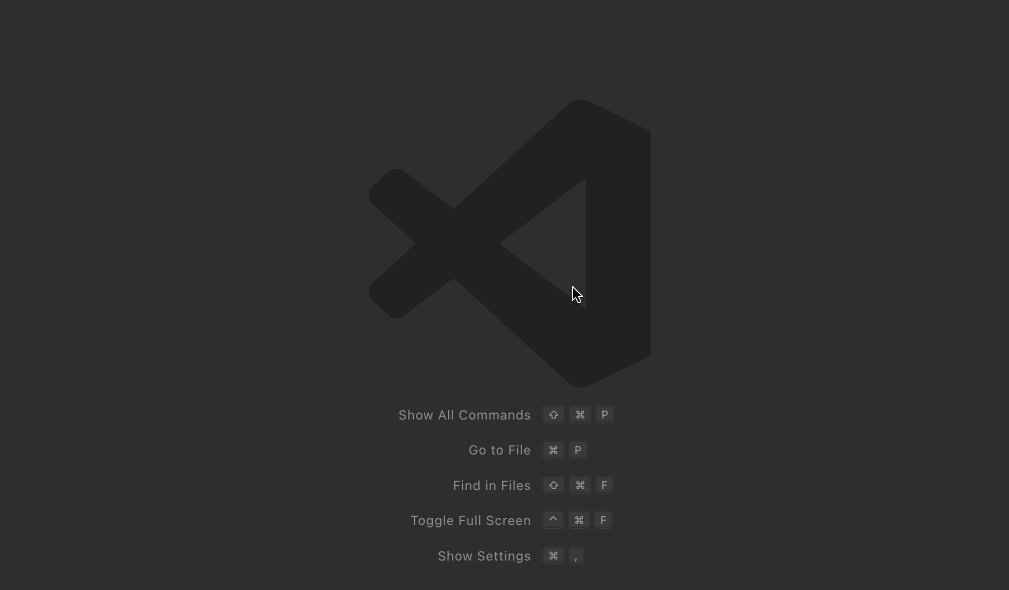 Show All Commands ⇧ ⌘ P
Go to File ⌘ P
Find in Files ⇧ ⌘ F
Toggle Full Screen ^ ⌘ F
Show Settings ⌘ ,